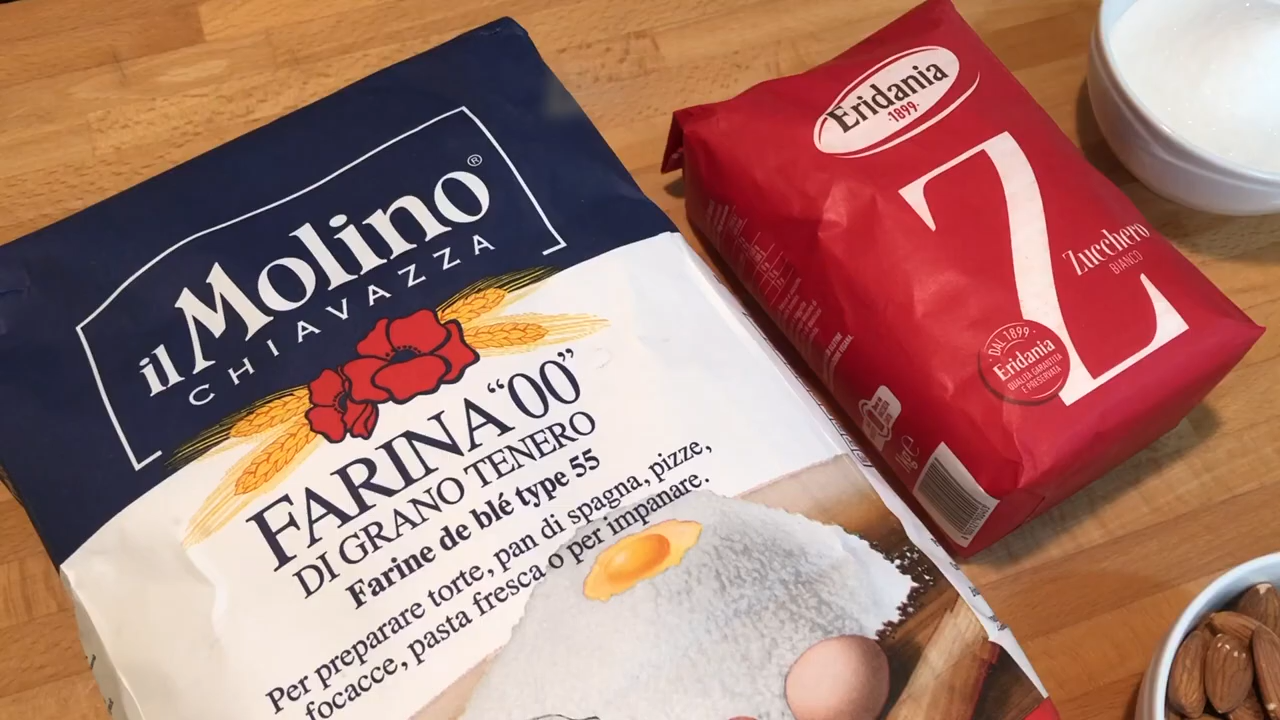 il Molino®
CHIAVAZZA
FARINA “00”
DI GRANO TENERO
Farine de blé type 55
Per preparare torte, pan di spagna, pizze,
focacce, pasta fresca o per impanare.
Eridania
·1899·
Z
Zucchero
BIANCO
· DAL 1899 ·
Eridania
QUALITÀ GARANTITA
E PRESERVATA
1kg e